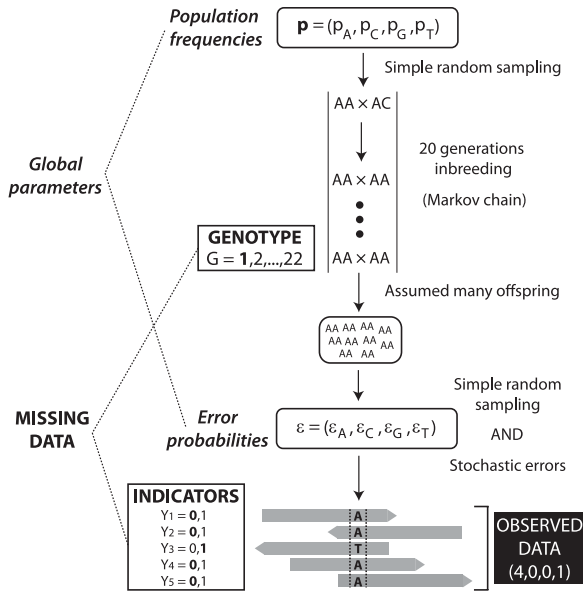 Population
frequencies
p = (pA, pC, pG, pT)
Simple random sampling
AA × AC
20 generations
inbreeding
(Markov chain)
Global
parameters
AA × AA
GENOTYPE
G = 1,2,...,22
AA × AA
Assumed many offspring
AA AA AA AA
AA AA AA AA
AA AA
Simple random
sampling
AND
Stochastic errors
MISSING
DATA
Error
probabilities
ε = (εA, εC, εG, εT)
INDICATORS
Y1 = 0,1
Y2 = 0,1
Y3 = 0,1
Y4 = 0,1
Y5 = 0,1
A
A
T
A
A
OBSERVED
DATA
(4,0,0,1)